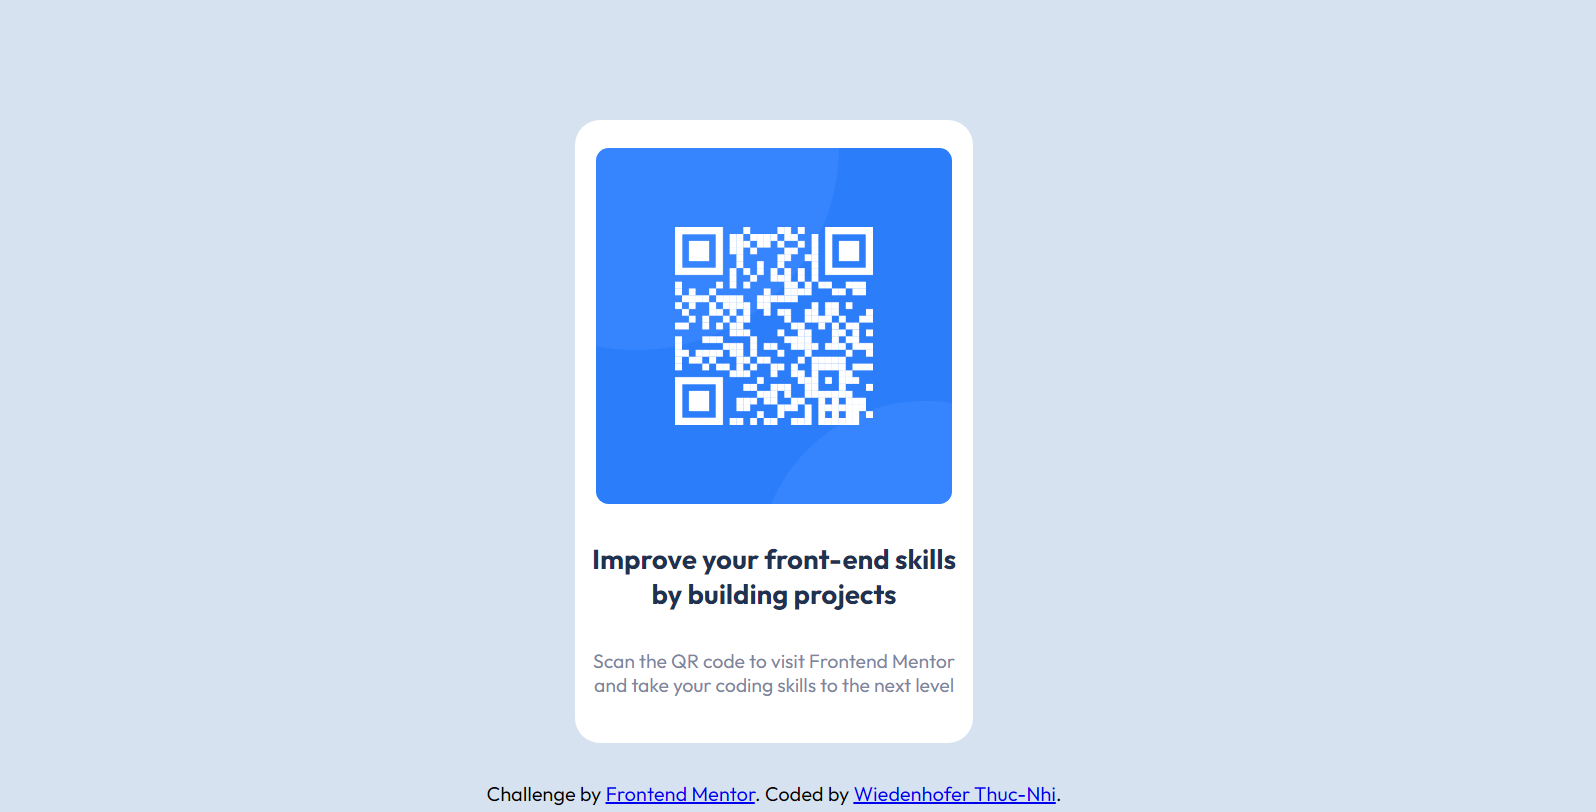 Improve your front-end skills
by building projects
Scan the QR code to visit Frontend Mentor
and take your coding skills to the next level
Challenge by Frontend Mentor. Coded by Wiedenhofer Thuc-Nhi.